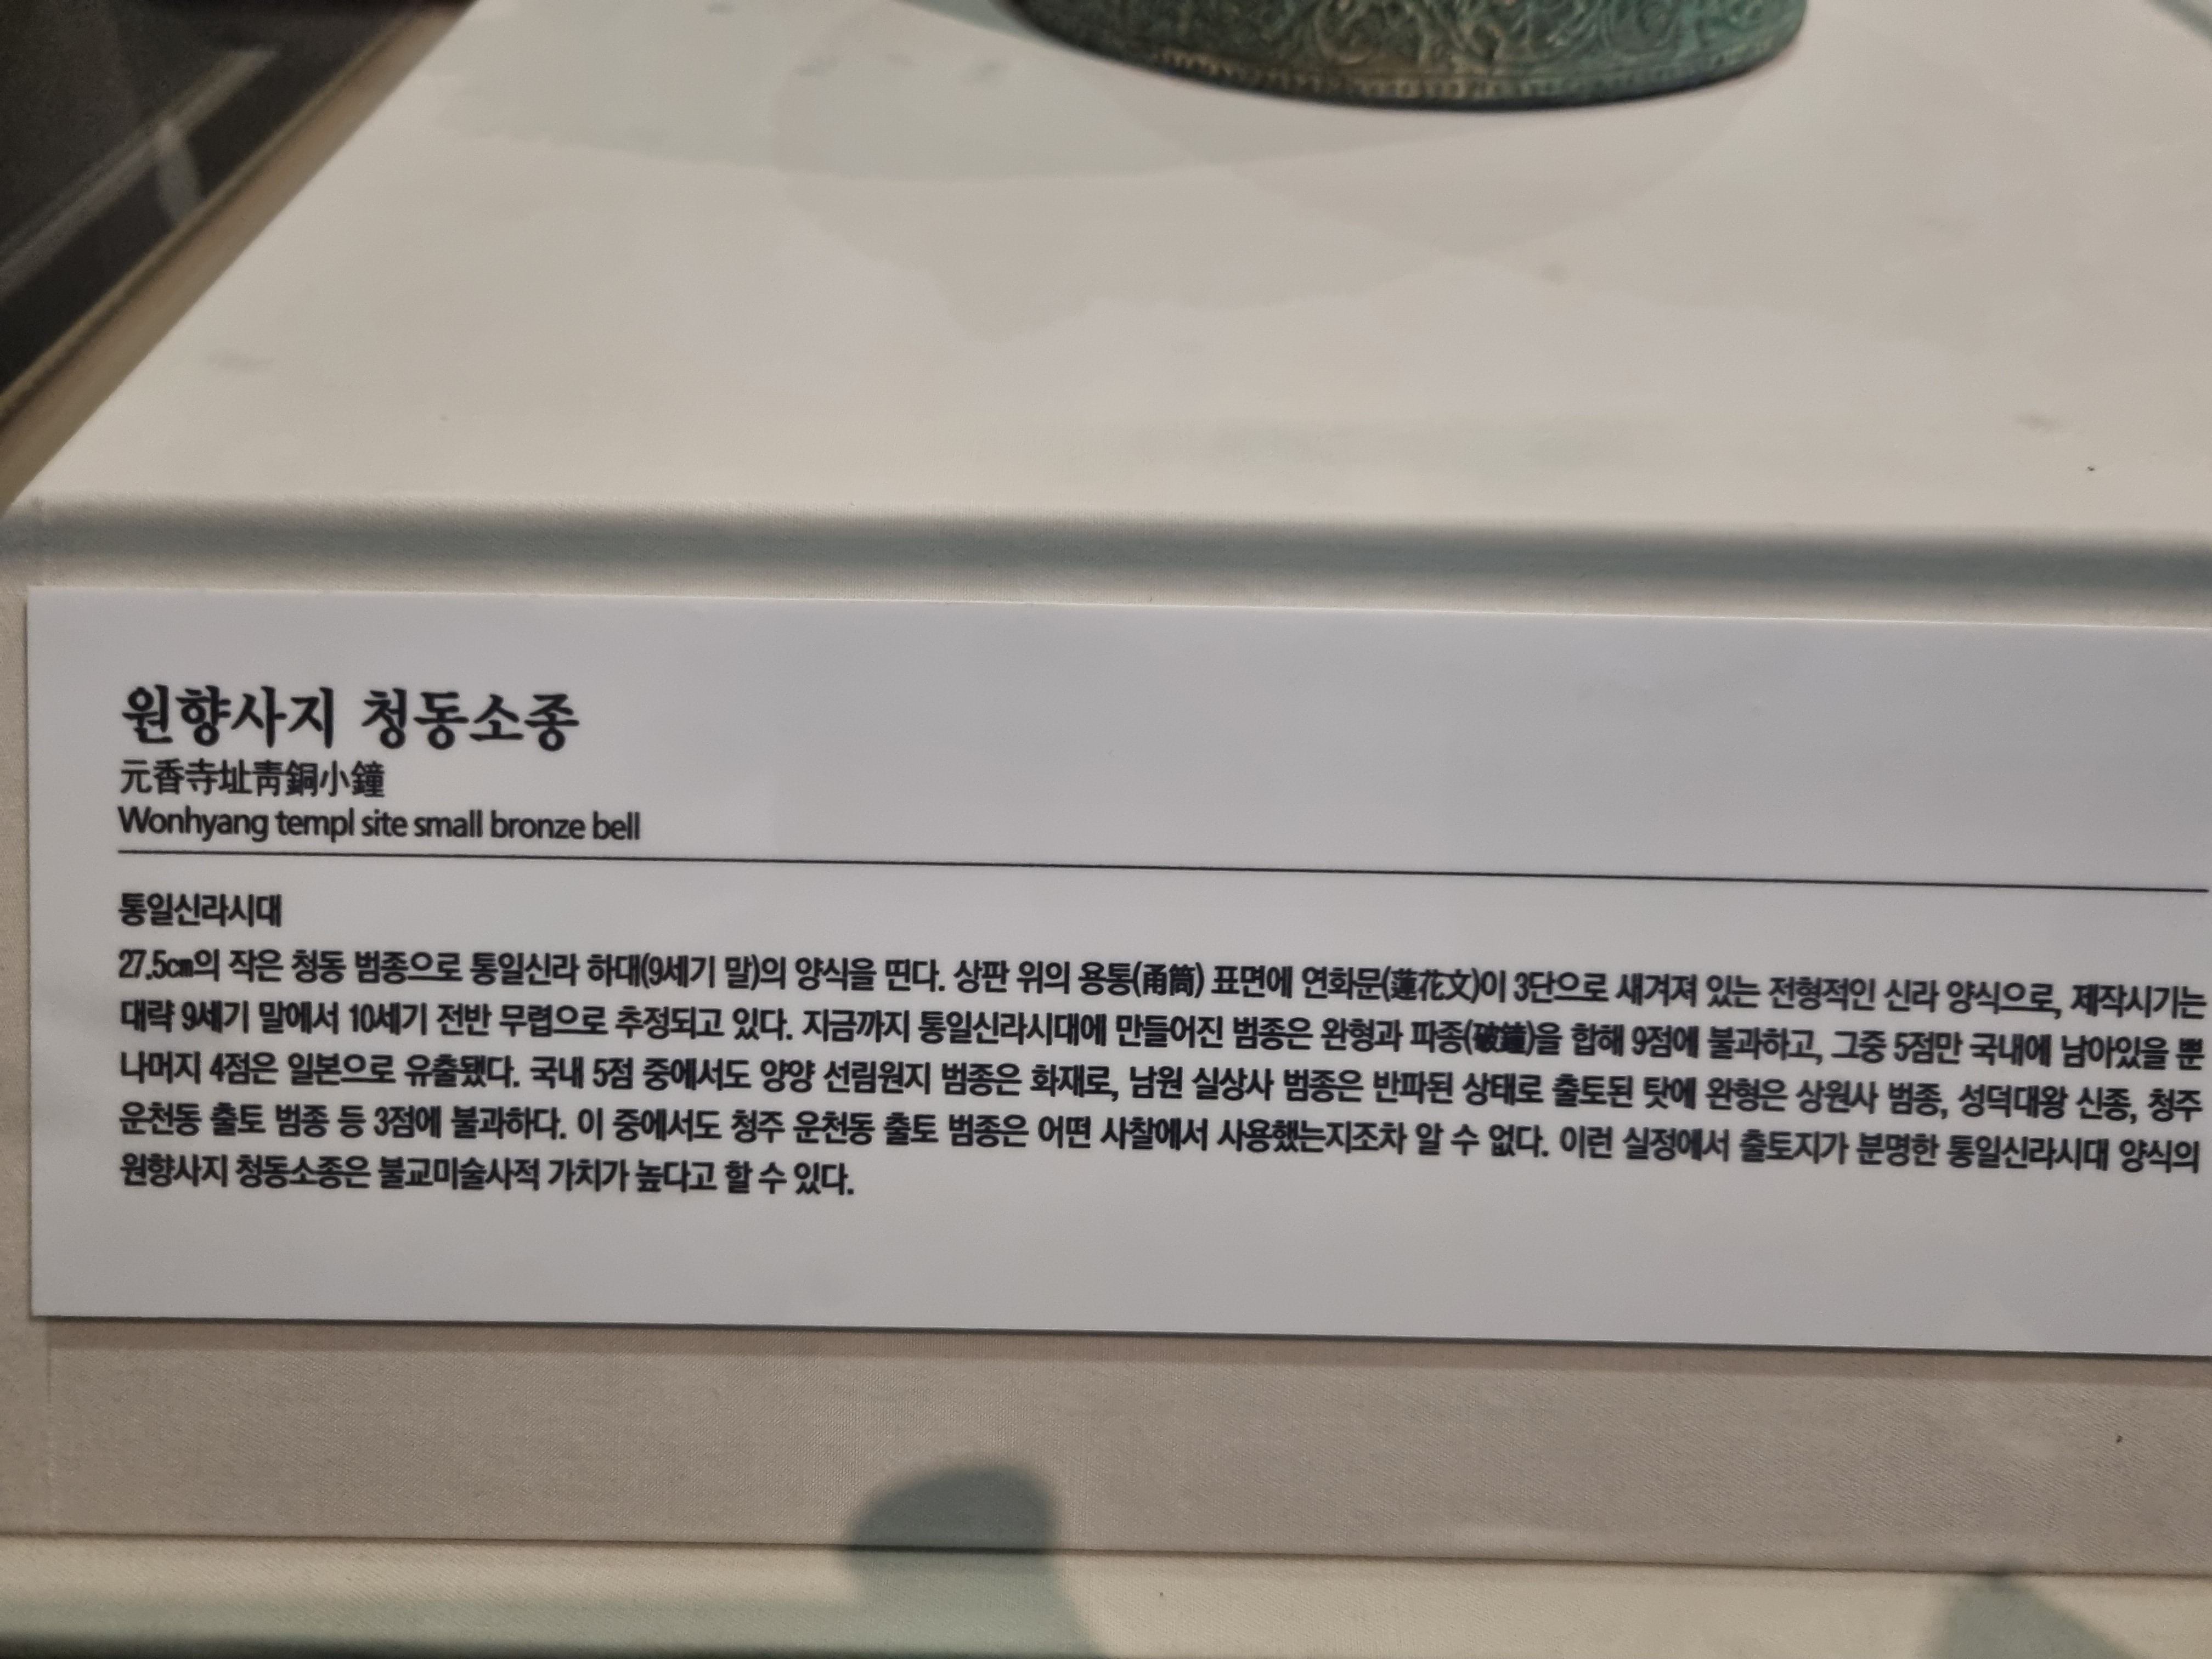 원향사지 청동소종
元香寺址靑銅小鐘
Wonhyang templ site small bronze bell
통일신라시대
27.5㎝의 작은 청동 범종으로 통일신라 하대(9세기 말)의 양식을 띤다. 상판 위의 용통(甬筒) 표면에 연화문(蓮花文)이 3단으로 새겨져 있는 전형적인 신라 양식으로, 제작시기는
대략 9세기 말에서 10세기 전반 무렵으로 추정되고 있다. 지금까지 통일신라시대에 만들어진 범종은 완형과 파종(破鐘)을 합해 9점에 불과하고, 그중 5점만 국내에 남아있을 뿐
나머지 4점은 일본으로 유출됐다. 국내 5점 중에서도 양양 선림원지 범종은 화재로, 남원 실상사 범종은 반파된 상태로 출토된 탓에 완형은 상원사 범종, 성덕대왕 신종, 청주
운천동 출토 범종 등 3점에 불과하다. 이 중에서도 청주 운천동 출토 범종은 어떤 사찰에서 사용했는지조차 알 수 없다. 이런 실정에서 출토지가 분명한 통일신라시대 양식의
원향사지 청동소종은 불교미술사적 가치가 높다고 할 수 있다.